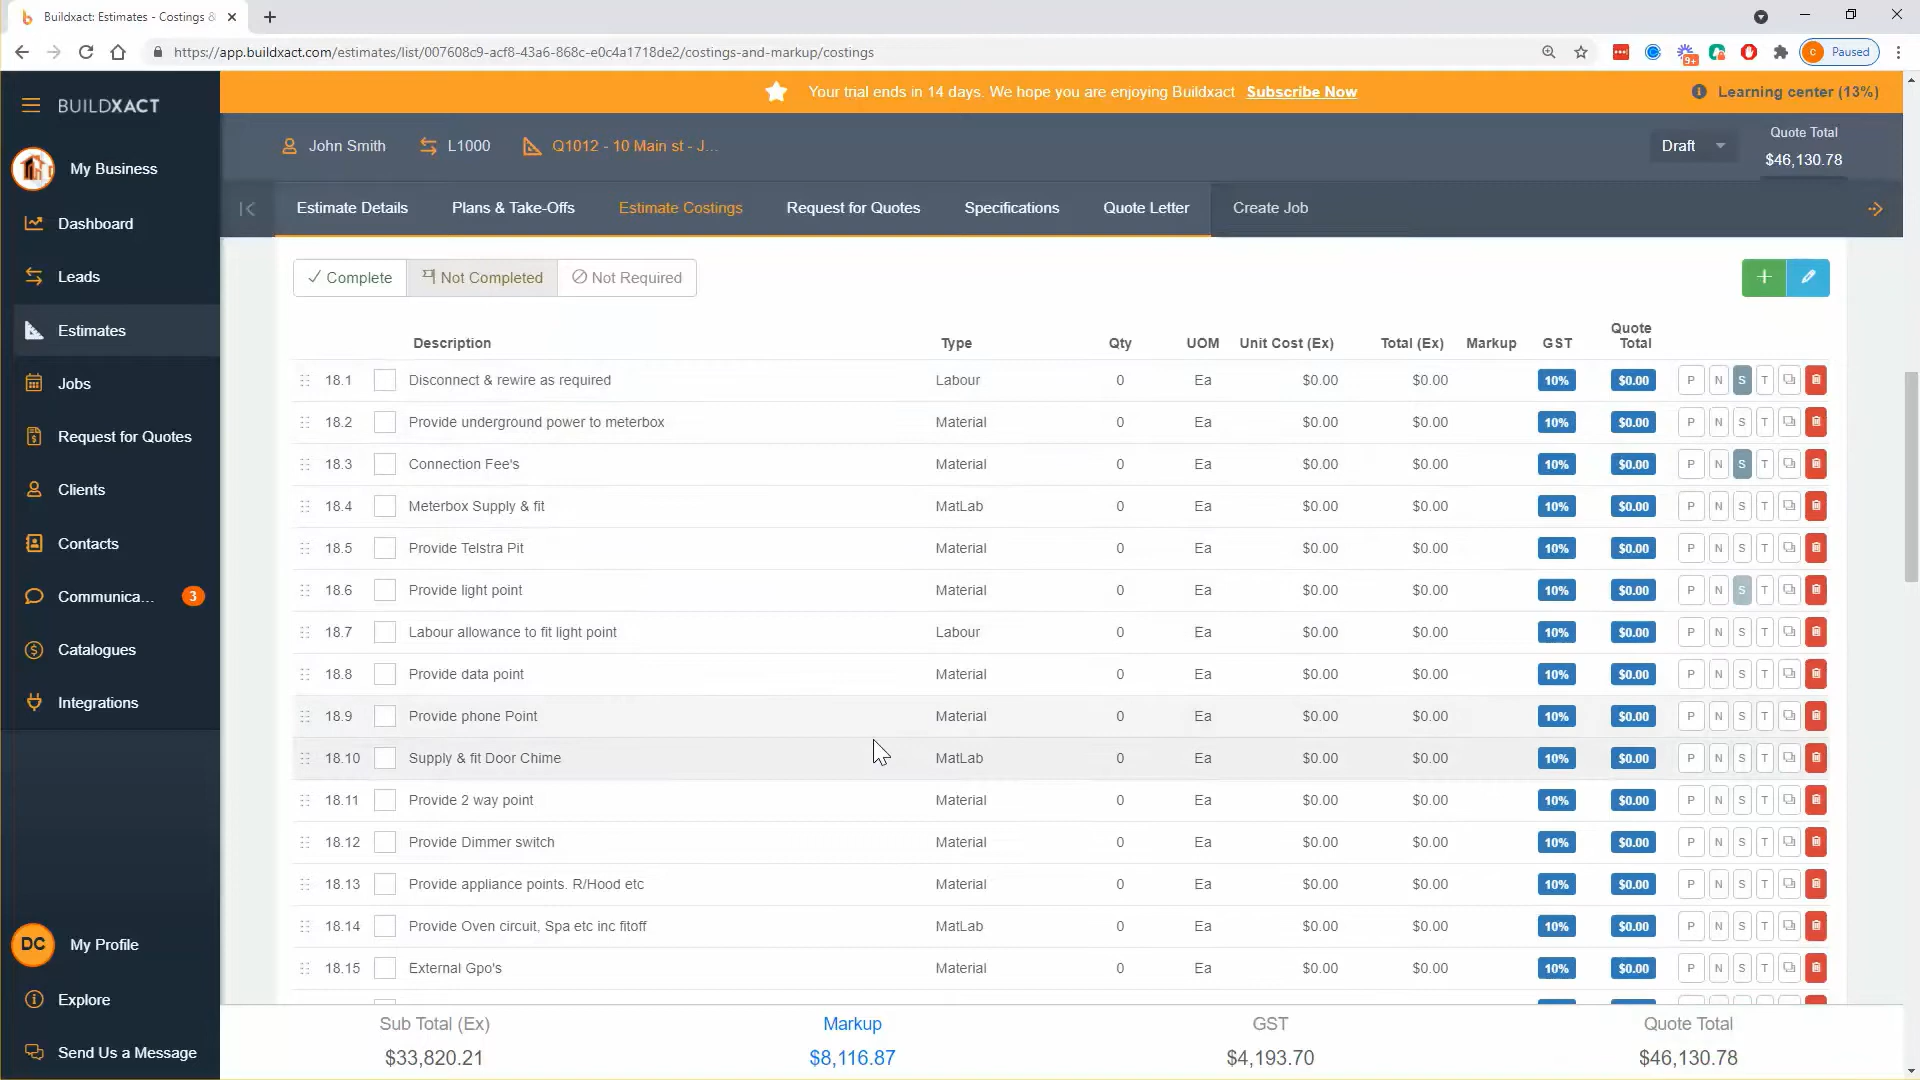 Buildxact: Estimates - Costings &
https://app.buildxact.com/estimates/list/007608c9-acf8-43a6-868c-e0c4a1718de2/costings-and-markup/costings
9+
C Paused
BUILDXACT
Your trial ends in 14 days. We hope you are enjoying Buildxact Subscribe Now
Learning center (13%)
John Smith L1000 Q1012 - 10 Main st - J...
Draft
Quote Total
$46,130.78
My Business
Dashboard
Leads
Estimates
Jobs
Request for Quotes
Clients
Contacts
Communica... 3
Catalogues
Integrations
DC My Profile
Explore
Send Us a Message
Estimate Details Plans & Take-Offs Estimate Costings Request for Quotes Specifications Quote Letter Create Job
Complete Not Completed Not Required
Description Type Qty UOM Unit Cost (Ex) Total (Ex) Markup GST Quote Total
18.1 Disconnect & rewire as required Labour 0 Ea $0.00 $0.00 10% $0.00 P N S T
18.2 Provide underground power to meterbox Material 0 Ea $0.00 $0.00 10% $0.00 P N S T
18.3 Connection Fee's Material 0 Ea $0.00 $0.00 10% $0.00 P N S T
18.4 Meterbox Supply & fit MatLab 0 Ea $0.00 $0.00 10% $0.00 P N S T
18.5 Provide Telstra Pit Material 0 Ea $0.00 $0.00 10% $0.00 P N S T
18.6 Provide light point Material 0 Ea $0.00 $0.00 10% $0.00 P N S T
18.7 Labour allowance to fit light point Labour 0 Ea $0.00 $0.00 10% $0.00 P N S T
18.8 Provide data point Material 0 Ea $0.00 $0.00 10% $0.00 P N S T
18.9 Provide phone Point Material 0 Ea $0.00 $0.00 10% $0.00 P N S T
18.10 Supply & fit Door Chime MatLab 0 Ea $0.00 $0.00 10% $0.00 P N S T
18.11 Provide 2 way point Material 0 Ea $0.00 $0.00 10% $0.00 P N S T
18.12 Provide Dimmer switch Material 0 Ea $0.00 $0.00 10% $0.00 P N S T
18.13 Provide appliance points. R/Hood etc Material 0 Ea $0.00 $0.00 10% $0.00 P N S T
18.14 Provide Oven circuit, Spa etc inc fitoff MatLab 0 Ea $0.00 $0.00 10% $0.00 P N S T
18.15 External Gpo's Material 0 Ea $0.00 $0.00 10% $0.00 P N S T
Sub Total (Ex) Markup GST Quote Total
$33,820.21 $8,116.87 $4,193.70 $46,130.78